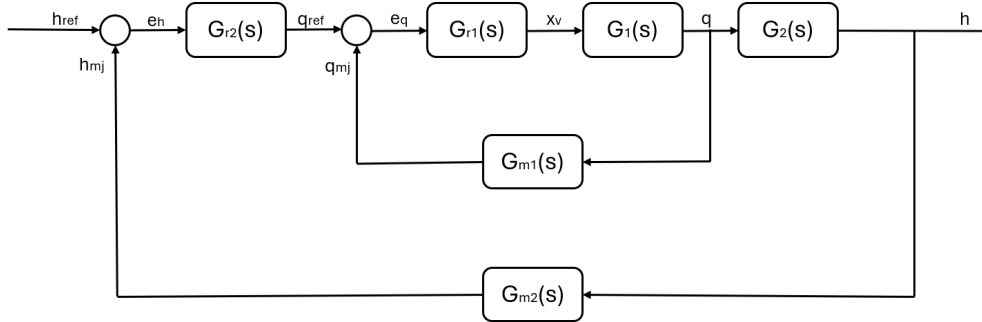 href
eh
Gr2(s)
qref
eq
Gr1(s)
xv
G1(s)
q
G2(s)
h
hmj
qmj
Gm1(s)
Gm2(s)